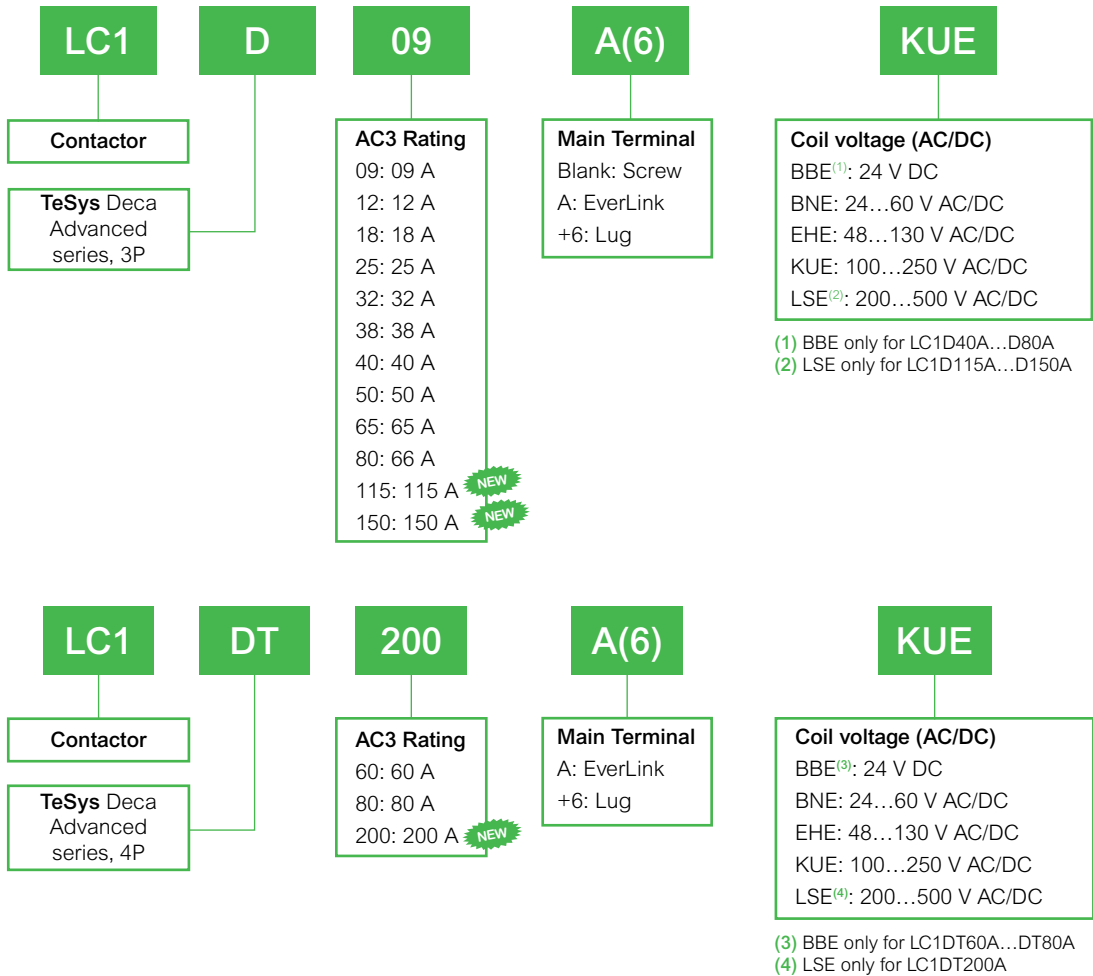 LC1 D 09 A(6) KUE
Contactor
TeSys Deca
Advanced
series, 3P
AC3 Rating
09: 09 A
12: 12 A
18: 18 A
25: 25 A
32: 32 A
38: 38 A
40: 40 A
50: 50 A
65: 65 A
80: 66 A
115: 115 A NEW
150: 150 A NEW
Main Terminal
Blank: Screw
A: EverLink
+6: Lug
Coil voltage (AC/DC)
BBE(1): 24 V DC
BNE: 24…60 V AC/DC
EHE: 48…130 V AC/DC
KUE: 100…250 V AC/DC
LSE(2): 200…500 V AC/DC
(1) BBE only for LC1D40A…D80A
(2) LSE only for LC1D115A…D150A
LC1 DT 200 A(6) KUE
Contactor
TeSys Deca
Advanced
series, 4P
AC3 Rating
60: 60 A
80: 80 A
200: 200 A NEW
Main Terminal
A: EverLink
+6: Lug
Coil voltage (AC/DC)
BBE(3): 24 V DC
BNE: 24…60 V AC/DC
EHE: 48…130 V AC/DC
KUE: 100…250 V AC/DC
LSE(4): 200…500 V AC/DC
(3) BBE only for LC1DT60A…DT80A
(4) LSE only for LC1DT200A